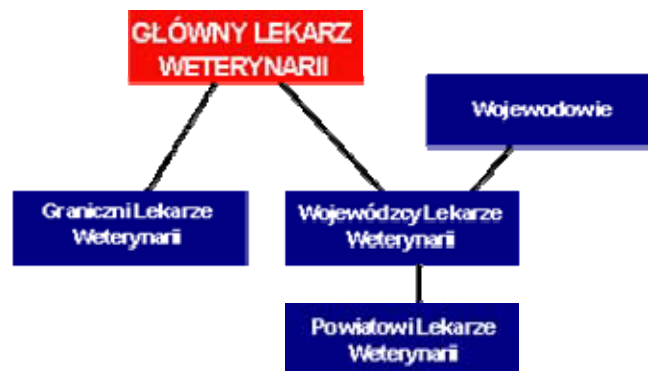 GŁÓWNY LEKARZ
WETERYNARII
Wojewodowie
Graniczni Lekarze
Weterynarii
Wojewódzcy Lekarze
Weterynarii
Powiatowi Lekarze
Weterynarii